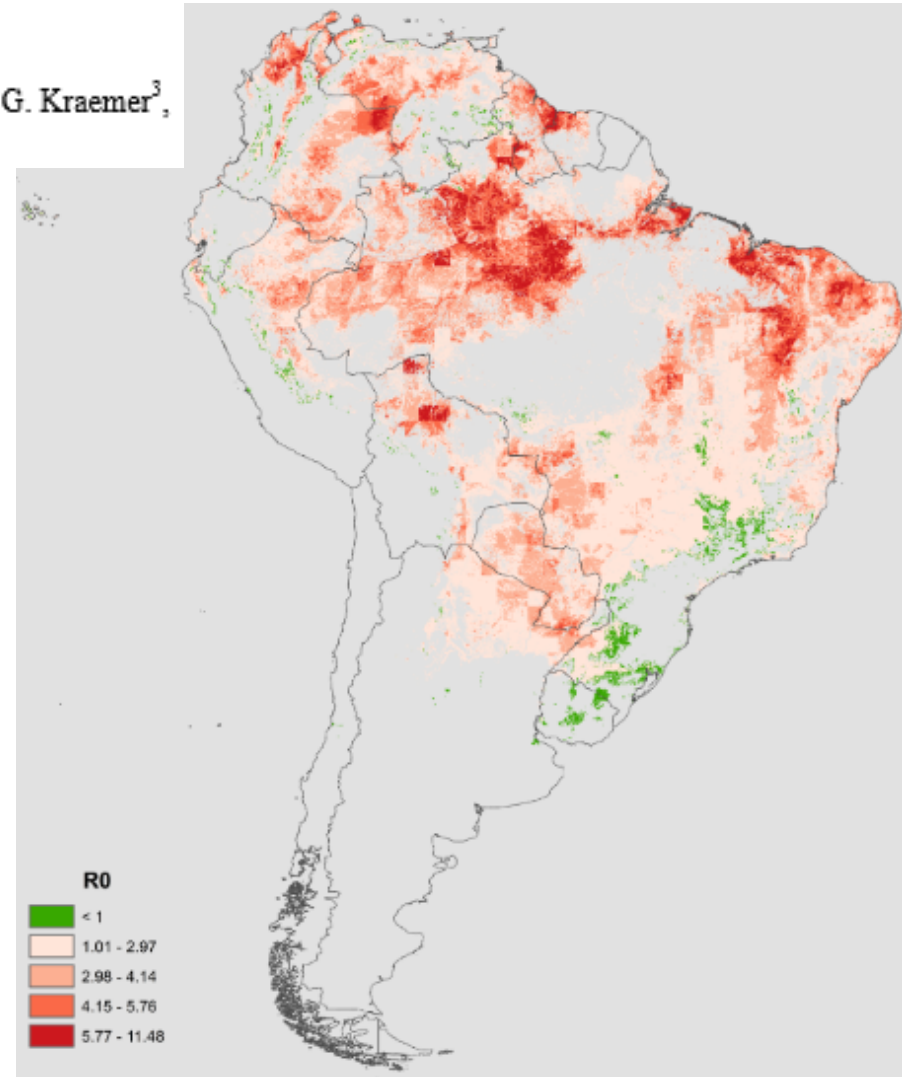 G. Kraemer³,
R0
< 1
1.01 - 2.97
2.98 - 4.14
4.15 - 5.76
5.77 - 11.48